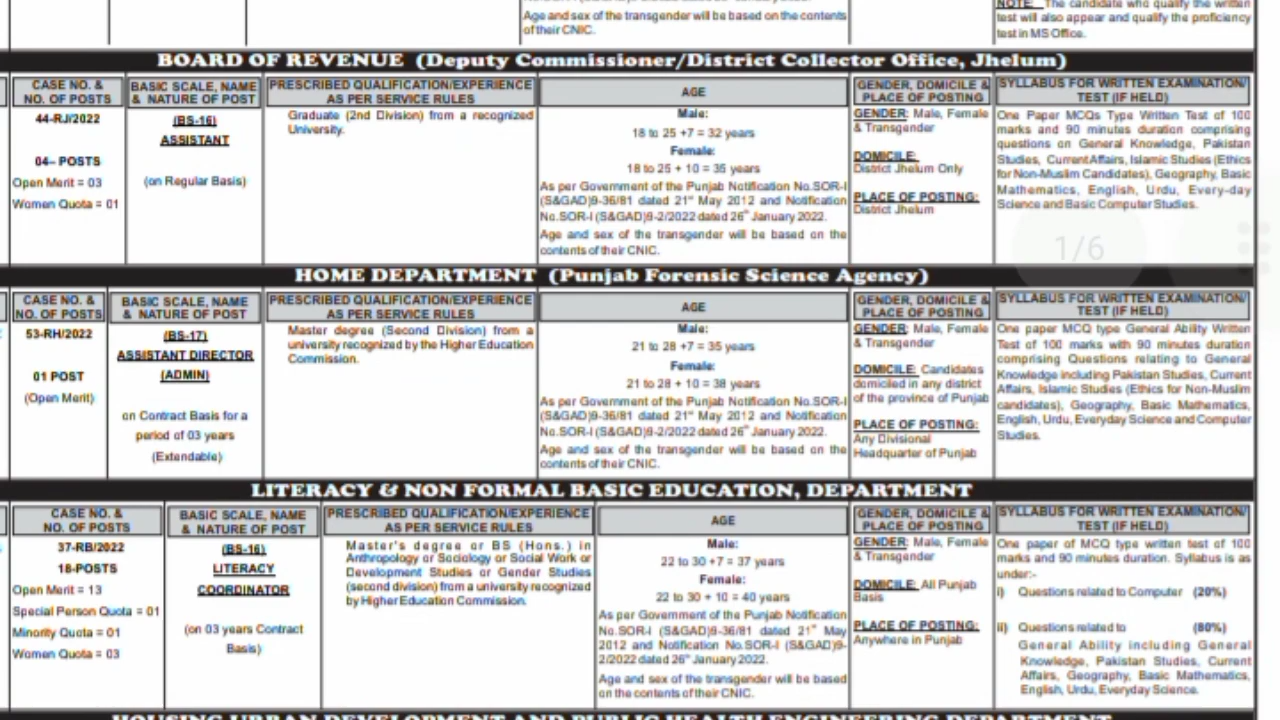 Age and sex of the transgender will be based on the contents
of their CNIC.
NOTE: The candidate who qualify the written
test will also appear and qualify the proficiency
test in MS Office.
BOARD OF REVENUE (Deputy Commissioner/District Collector Office, Jhelum)
CASE NO. &
NO. OF POSTS
BASIC SCALE, NAME
& NATURE OF POST
PRESCRIBED QUALIFICATION/EXPERIENCE
AS PER SERVICE RULES
AGE
GENDER, DOMICILE &
PLACE OF POSTING
SYLLABUS FOR WRITTEN EXAMINATION/
TEST (IF HELD)
44-RJ/2022
04– POSTS
Open Merit = 03
Women Quota = 01
(BS-16)
ASSISTANT
(on Regular Basis)
Graduate (2nd Division) from a recognized
University.
Male:
18 to 25 +7 = 32 years
Female:
18 to 25 + 10 = 35 years
As per Government of the Punjab Notification No.SOR-I
(S&GAD)9-36/81 dated 21st May 2012 and Notification
No.SOR-I (S&GAD)9-2/2022 dated 26th January 2022.
Age and sex of the transgender will be based on the
contents of their CNIC.
GENDER: Male, Female
& Transgender
DOMICILE:
District Jhelum Only
PLACE OF POSTING:
District Jhelum
One Paper MCQs Type Written Test of 100
marks and 90 minutes duration comprising
questions on General Knowledge, Pakistan
Studies, Current Affairs, Islamic Studies (Ethics
for Non-Muslim Candidates), Geography, Basic
Mathematics, English, Urdu, Every-day
Science and Basic Computer Studies.
1/6
HOME DEPARTMENT (Punjab Forensic Science Agency)
CASE NO. &
NO. OF POSTS
BASIC SCALE, NAME
& NATURE OF POST
PRESCRIBED QUALIFICATION/EXPERIENCE
AS PER SERVICE RULES
AGE
GENDER, DOMICILE &
PLACE OF POSTING
SYLLABUS FOR WRITTEN EXAMINATION/
TEST (IF HELD)
53-RH/2022
01 POST
(Open Merit)
(BS-17)
ASSISTANT DIRECTOR
(ADMIN)
on Contract Basis for a
period of 03 years
(Extendable)
Master degree (Second Division) from a
university recognized by the Higher Education
Commission.
Male:
21 to 28 +7 = 35 years
Female:
21 to 28 + 10 = 38 years
As per Government of the Punjab Notification No.SOR-I
(S&GAD)9-36/81 dated 21st May 2012 and Notification
No.SOR-I (S&GAD)9-2/2022 dated 26th January 2022.
Age and sex of the transgender will be based on the
contents of their CNIC.
GENDER: Male, Female
& Transgender
DOMICILE: Candidates
domiciled in any district
of the province of Punjab
PLACE OF POSTING:
Any Divisional
Headquarter of Punjab
One paper MCQ type General Ability Written
Test of 100 marks with 90 minutes duration
comprising Questions relating to General
Knowledge including Pakistan Studies, Current
Affairs, Islamic Studies (Ethics for Non-Muslim
candidates), Geography, Basic Mathematics,
English, Urdu, Everyday Science and Computer
Studies.
LITERACY & NON FORMAL BASIC EDUCATION, DEPARTMENT
CASE NO. &
NO. OF POSTS
BASIC SCALE, NAME
& NATURE OF POST
PRESCRIBED QUALIFICATION/EXPERIENCE
AS PER SERVICE RULES
AGE
GENDER, DOMICILE &
PLACE OF POSTING
SYLLABUS FOR WRITTEN EXAMINATION/
TEST (IF HELD)
37-RB/2022
18-POSTS
Open Merit = 13
Special Person Quota = 01
Minority Quota = 01
Women Quota = 03
(BS-16)
LITERACY
COORDINATOR
(on 03 years Contract
Basis)
Master's degree or BS (Hons.) in
Anthropology or Sociology or Social Work or
Development Studies or Gender Studies
(second division) from a university recognized
by Higher Education Commission.
Male:
22 to 30 +7 = 37 years
Female:
22 to 30 + 10 = 40 years
As per Government of the Punjab Notification
No.SOR-I (S&GAD)9-36/81 dated 21st May
2012 and Notification No.SOR-I (S&GAD)9-
2/2022 dated 26th January 2022.
Age and sex of the transgender will be based
on the contents of their CNIC.
GENDER: Male, Female
& Transgender
DOMICILE: All Punjab
Basis
PLACE OF POSTING:
Anywhere in Punjab
One paper of MCQ type written test of 100
marks and 90 minutes duration. Syllabus is as
under:-
i) Questions related to Computer (20%)
ii) Questions related to (80%)
General Ability including General
Knowledge, Pakistan Studies, Current
Affairs, Geography, Basic Mathematics,
English, Urdu, Everyday Science.
HOUSING URBAN DEVELOPMENT AND PUBLIC HEALTH ENGINEERING DEPARTMENT